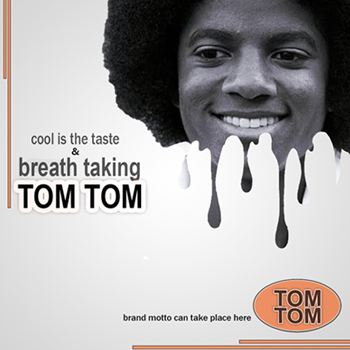 cool is the taste
&
breath taking
TOM TOM
brand motto can take place here
TOM
TOM